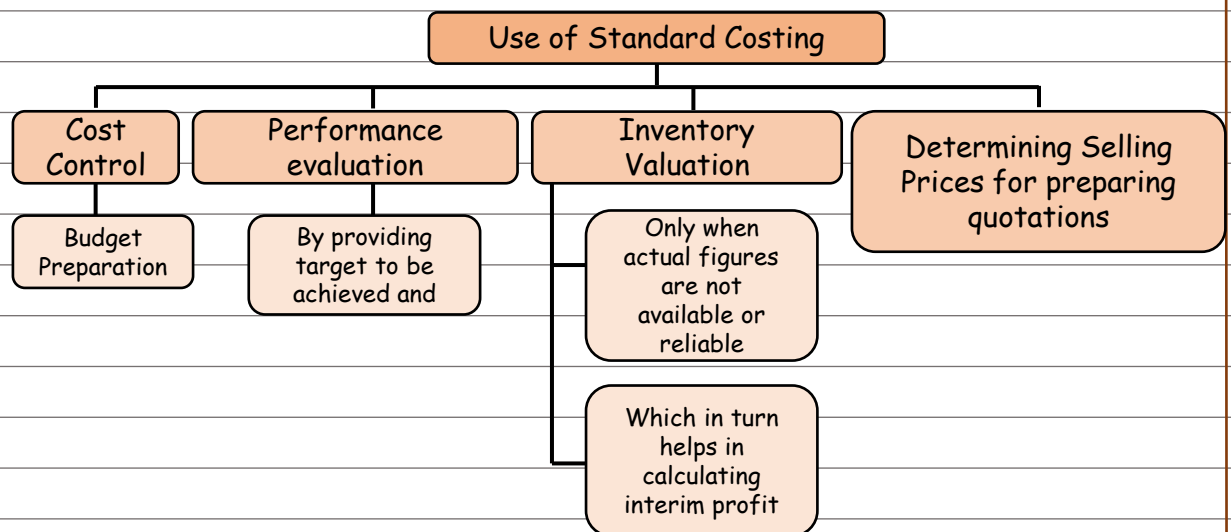 Use of Standard Costing
Cost
Control
Performance
evaluation
Inventory
Valuation
Determining Selling
Prices for preparing
quotations
Budget
Preparation
By providing
target to be
achieved and
Only when
actual figures
are not
available or
reliable
Which in turn
helps in
calculating
interim profit